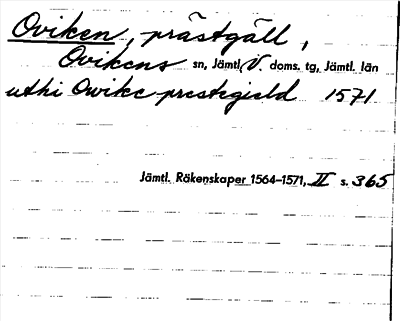 Oviken, prästgäll,
Ovikens sn, Jämtl. V. doms. tg, Jämtl. län
uthi Owike prestegield 1571
Jämtl. Räkenskaper 1564–1571, II s. 365